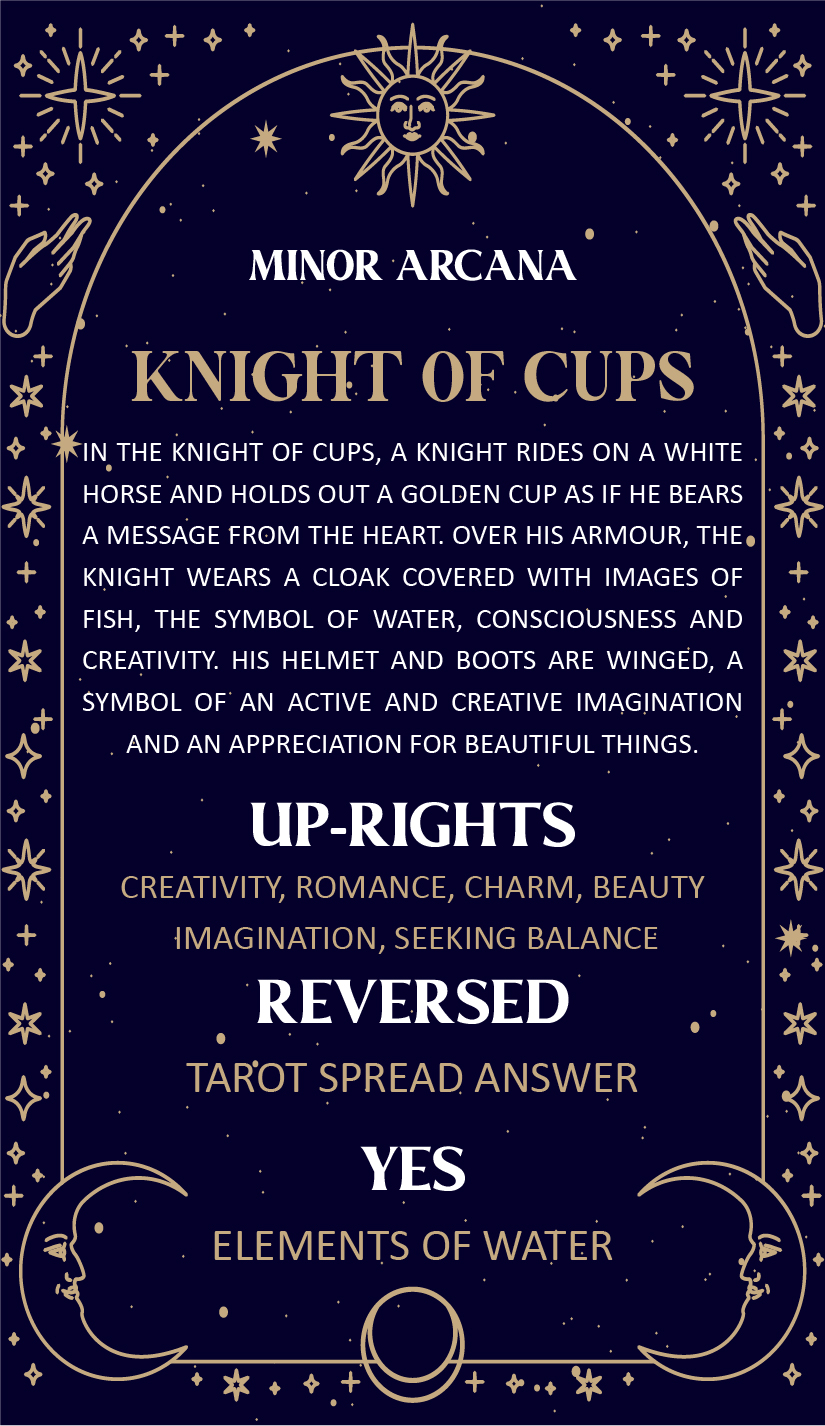 MINOR ARCANA
KNIGHT OF CUPS
IN THE KNIGHT OF CUPS, A KNIGHT RIDES ON A WHITE
HORSE AND HOLDS OUT A GOLDEN CUP AS IF HE BEARS
A MESSAGE FROM THE HEART. OVER HIS ARMOUR, THE
KNIGHT WEARS A CLOAK COVERED WITH IMAGES OF
FISH, THE SYMBOL OF WATER, CONSCIOUSNESS AND
CREATIVITY. HIS HELMET AND BOOTS ARE WINGED, A
SYMBOL OF AN ACTIVE AND CREATIVE IMAGINATION
AND AN APPRECIATION FOR BEAUTIFUL THINGS.
UP-RIGHTS
CREATIVITY, ROMANCE, CHARM, BEAUTY
IMAGINATION, SEEKING BALANCE
REVERSED
TAROT SPREAD ANSWER
YES
ELEMENTS OF WATER